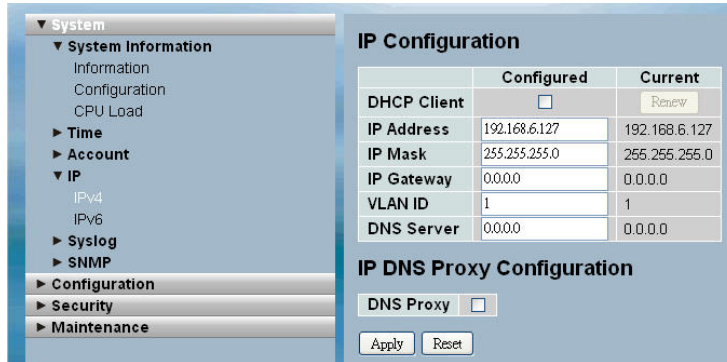 ▼ System
▼ System Information
Information
Configuration
CPU Load
► Time
► Account
▼ IP
IPv4
IPv6
► Syslog
► SNMP
► Configuration
► Security
► Maintenance
IP Configuration
Configured Current
DHCP Client Renew
IP Address 192.168.6.127 192.168.6.127
IP Mask 255.255.255.0 255.255.255.0
IP Gateway 0.0.0.0 0.0.0.0
VLAN ID 1 1
DNS Server 0.0.0.0 0.0.0.0
IP DNS Proxy Configuration
DNS Proxy
Apply Reset